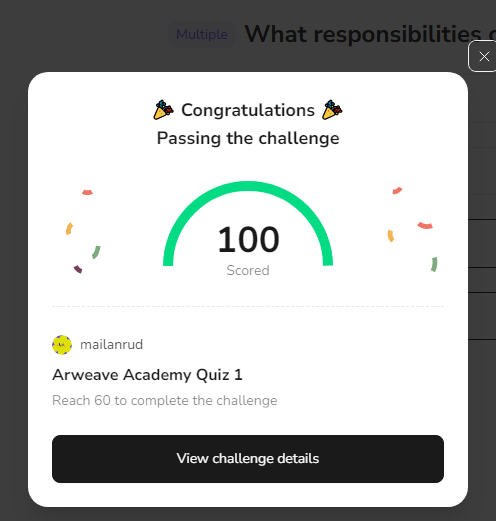 Multiple What responsibilities
Congratulations
Passing the challenge
100
Scored
mailanrud
Arweave Academy Quiz 1
Reach 60 to complete the challenge
View challenge details